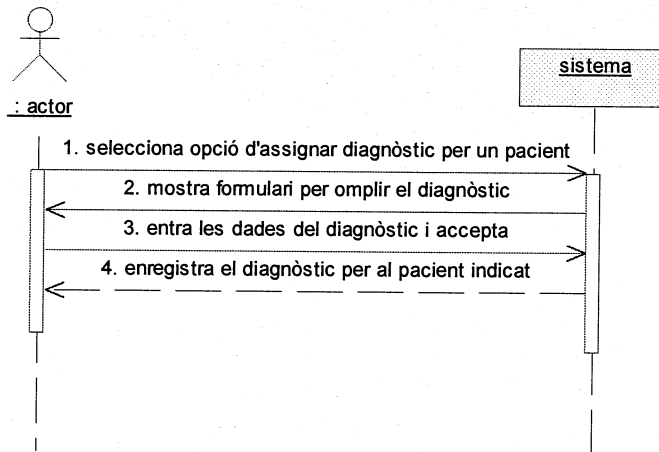 sistema
: actor
1. selecciona opció d'assignar diagnòstic per un pacient
2. mostra formulari per omplir el diagnòstic
3. entra les dades del diagnòstic i accepta
4. enregistra el diagnòstic per al pacient indicat